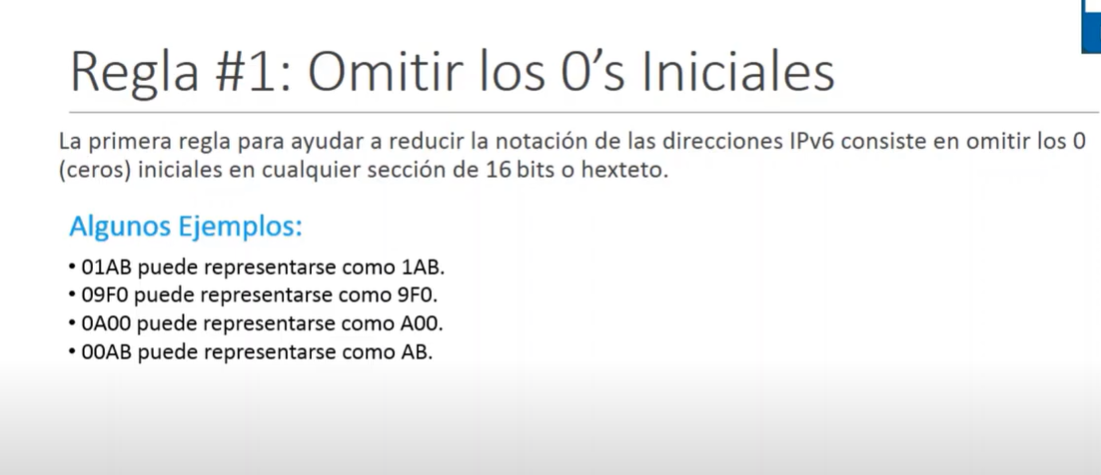 Regla #1: Omitir los 0’s Iniciales
La primera regla para ayudar a reducir la notación de las direcciones IPv6 consiste en omitir los 0
(ceros) iniciales en cualquier sección de 16 bits o hexteto.
Algunos Ejemplos:
• 01AB puede representarse como 1AB.
• 09F0 puede representarse como 9F0.
• 0A00 puede representarse como A00.
• 00AB puede representarse como AB.